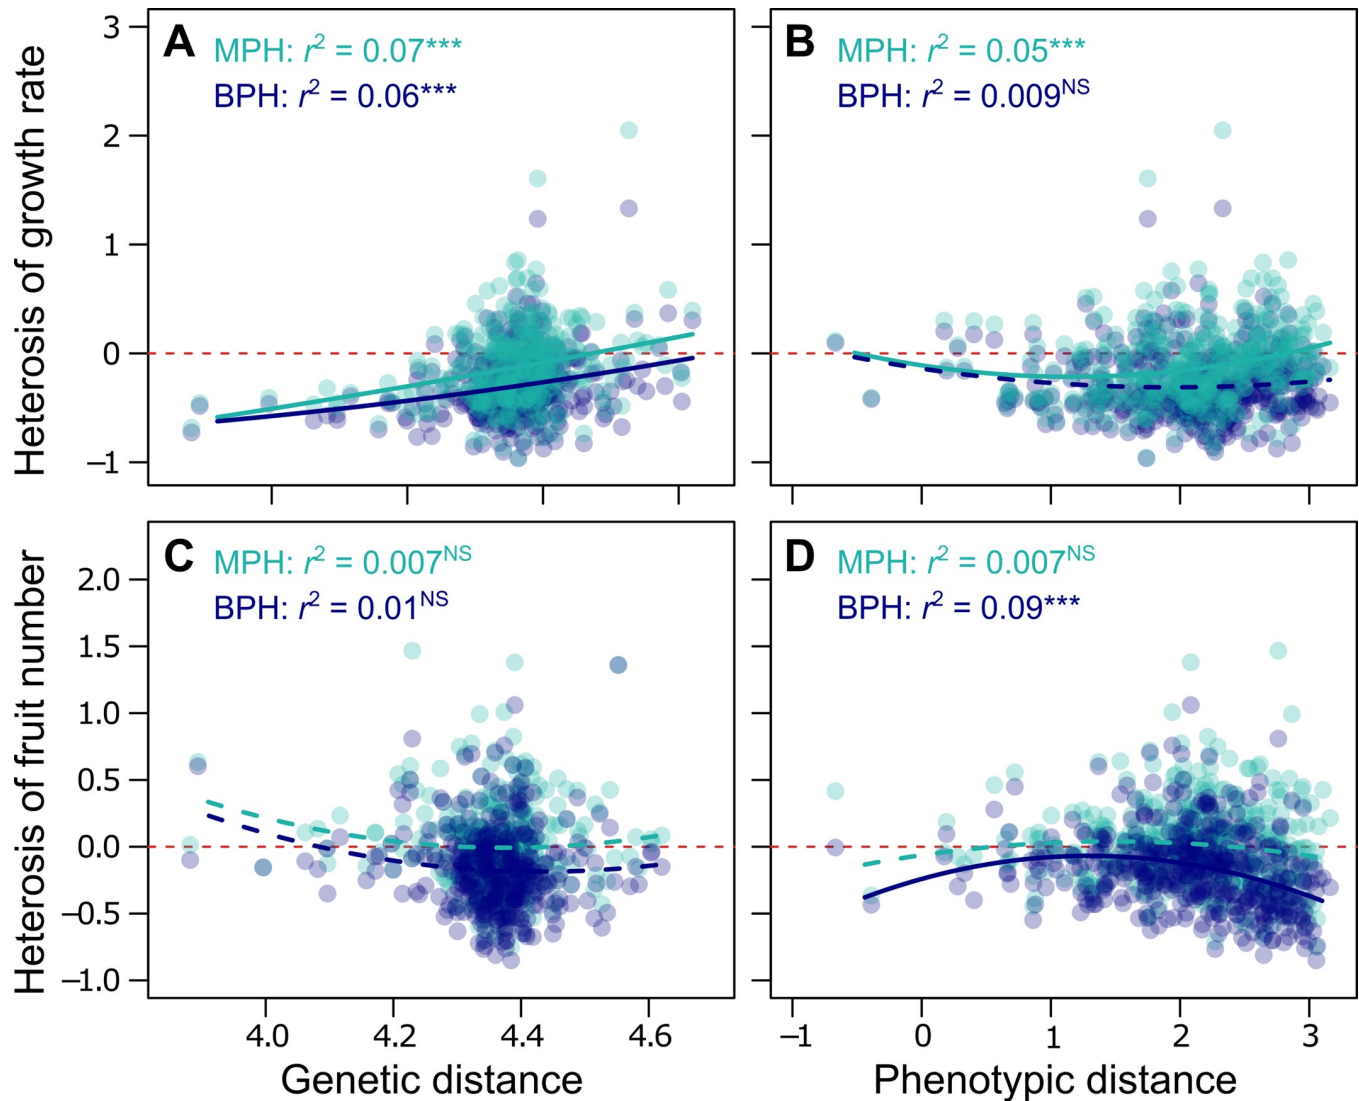 Heterosis of growth rate
3
2
1
0
−1
A
MPH: r² = 0.07***
BPH: r² = 0.06***
B
MPH: r² = 0.05***
BPH: r² = 0.009NS
Heterosis of fruit number
2.0
1.5
1.0
0.5
0.0
−0.5
−1.0
C
MPH: r² = 0.007NS
BPH: r² = 0.01NS
D
MPH: r² = 0.007NS
BPH: r² = 0.09***
4.0 4.2 4.4 4.6
−1 0 1 2 3
Genetic distance
Phenotypic distance